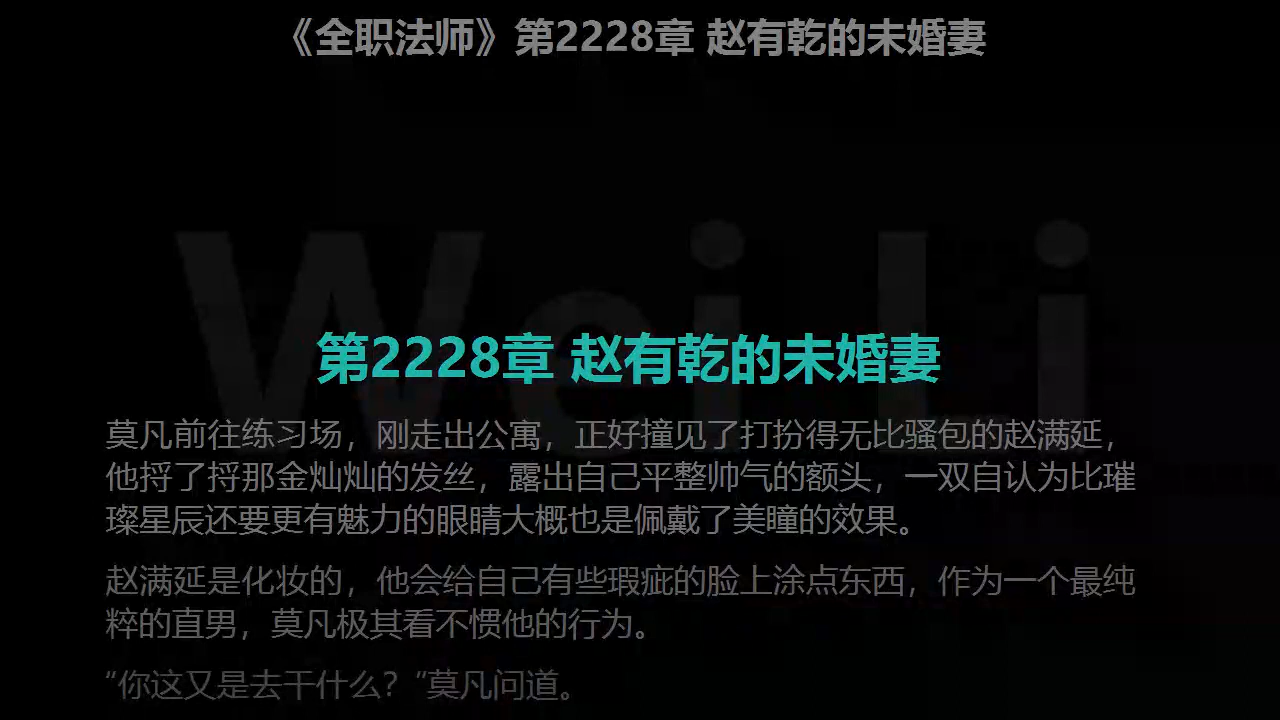 《全职法师》第2228章 赵有乾的未婚妻
Wei Li
第2228章 赵有乾的未婚妻
莫凡前往练习场，刚走出公寓，正好撞见了打扮得无比骚包的赵满延，
他捋了捋那金灿灿的发丝，露出自己平整帅气的额头，一双自认为比璀
璨星辰还要更有魅力的眼睛大概也是佩戴了美瞳的效果。
赵满延是化妆的，他会给自己有些瑕疵的脸上涂点东西，作为一个最纯
粹的直男，莫凡极其看不惯他的行为。
“你这又是去干什么？”莫凡问道。